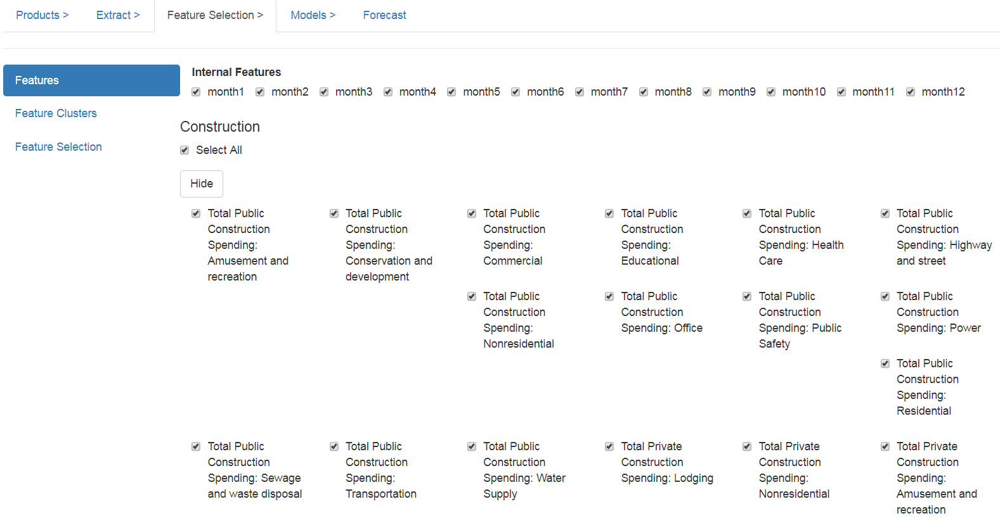 Products >
Extract >
Feature Selection >
Models >
Forecast
Features
Feature Clusters
Feature Selection
Internal Features
month1 month2 month3 month4 month5 month6 month7 month8 month9 month10 month11 month12
Construction
Select All
Hide
Total Public
Construction
Spending:
Amusement and
recreation
Total Public
Construction
Spending:
Conservation and
development
Total Public
Construction
Spending:
Commercial
Total Public
Construction
Spending:
Educational
Total Public
Construction
Spending: Health
Care
Total Public
Construction
Spending: Highway
and street
Total Public
Construction
Spending:
Nonresidential
Total Public
Construction
Spending: Office
Total Public
Construction
Spending: Public
Safety
Total Public
Construction
Spending: Power
Total Public
Construction
Spending:
Residential
Total Public
Construction
Spending: Sewage
and waste disposal
Total Public
Construction
Spending:
Transportation
Total Public
Construction
Spending: Water
Supply
Total Private
Construction
Spending: Lodging
Total Private
Construction
Spending:
Nonresidential
Total Private
Construction
Spending:
Amusement and
recreation